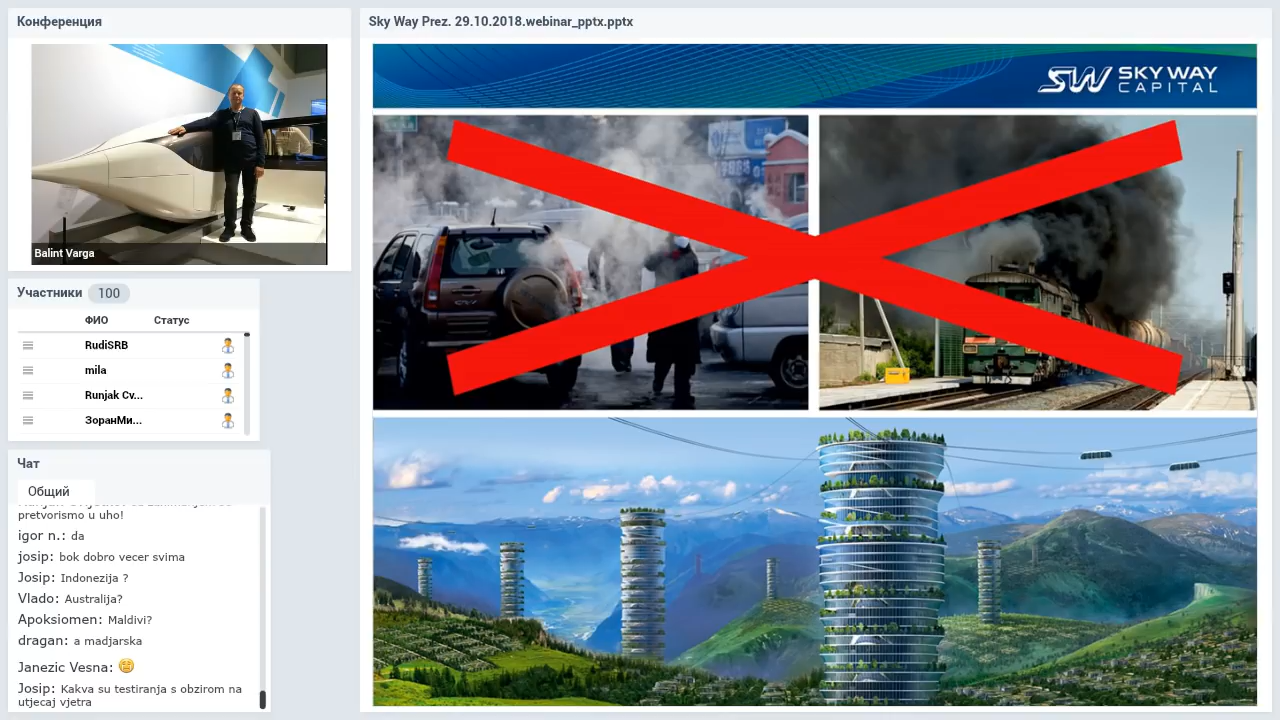 Конференция
Balint Varga
Участники 100
ФИО Статус
RudiSRB
mila
Runjak Cv...
ЗоранМи...
Чат
Общий
pretvorismo u uho!
igor n.: da
josip: bok dobro vecer svima
Josip: Indonezija ?
Vlado: Australija?
Apoksiomen: Maldivi?
dragan: a madjarska
Janezic Vesna:
Josip: Kakva su testiranja s obzirom na
utjecaj vjetra
Sky Way Prez. 29.10.2018.webinar_pptx.pptx
SW SKY WAY
CAPITAL